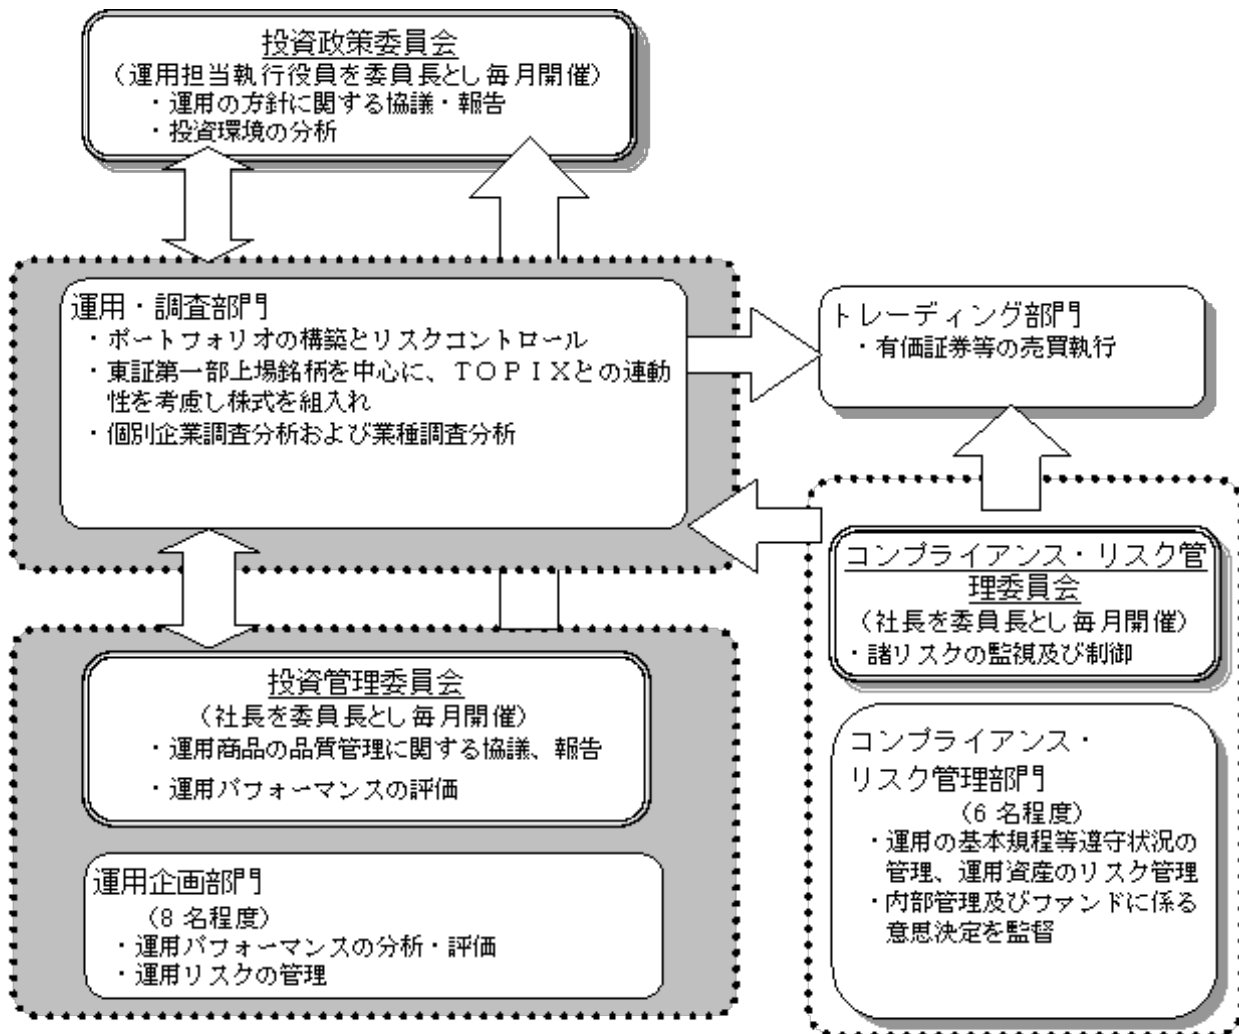 投資政策委員会
（運用担当執行役員を委員長とし毎月開催）
・運用の方針に関する協議・報告
・投資環境の分析
運用・調査部門
・ポートフォリオの構築とリスクコントロール
・東証第一部上場銘柄を中心に、ＴＯＰＩＸとの連動
性を考慮し株式を組入れ
・個別企業調査分析および業種調査分析
トレーディング部門
・有価証券等の売買執行
コンプライアンス・リスク管
理委員会
（社長を委員長とし毎月開催）
・諸リスクの監視及び制御
投資管理委員会
（社長を委員長とし毎月開催）
・運用商品の品質管理に関する協議、報告
・運用パフォーマンスの評価
コンプライアンス・
リスク管理部門
（6 名程度）
・運用の基本規程等遵守状況の
管理、運用資産のリスク管理
・内部管理及びファンドに係る
意思決定を監督
運用企画部門
（8 名程度）
・運用パフォーマンスの分析・評価
・運用リスクの管理